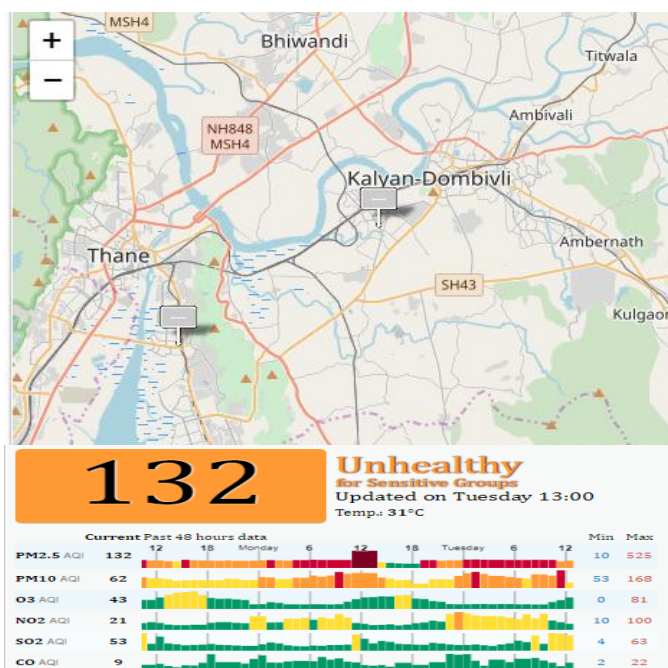 MSH4
+
−
Bhiwandi
Titwala
Ambivali
NH848
MSH4
Kalyan-Dombivli
Ambernath
Thane
SH43
Kulgaon
132
Unhealthy
for Sensitive Groups
Updated on Tuesday 13:00
Temp.: 31°C
Current Past 48 hours data Min Max
12 18 Monday 6 12 18 Tuesday 6 12
PM2.5 AQI 132 10 525
PM10 AQI 62 53 168
O3 AQI 43 0 81
NO2 AQI 21 10 100
SO2 AQI 53 4 63
CO AQI 9 2 22